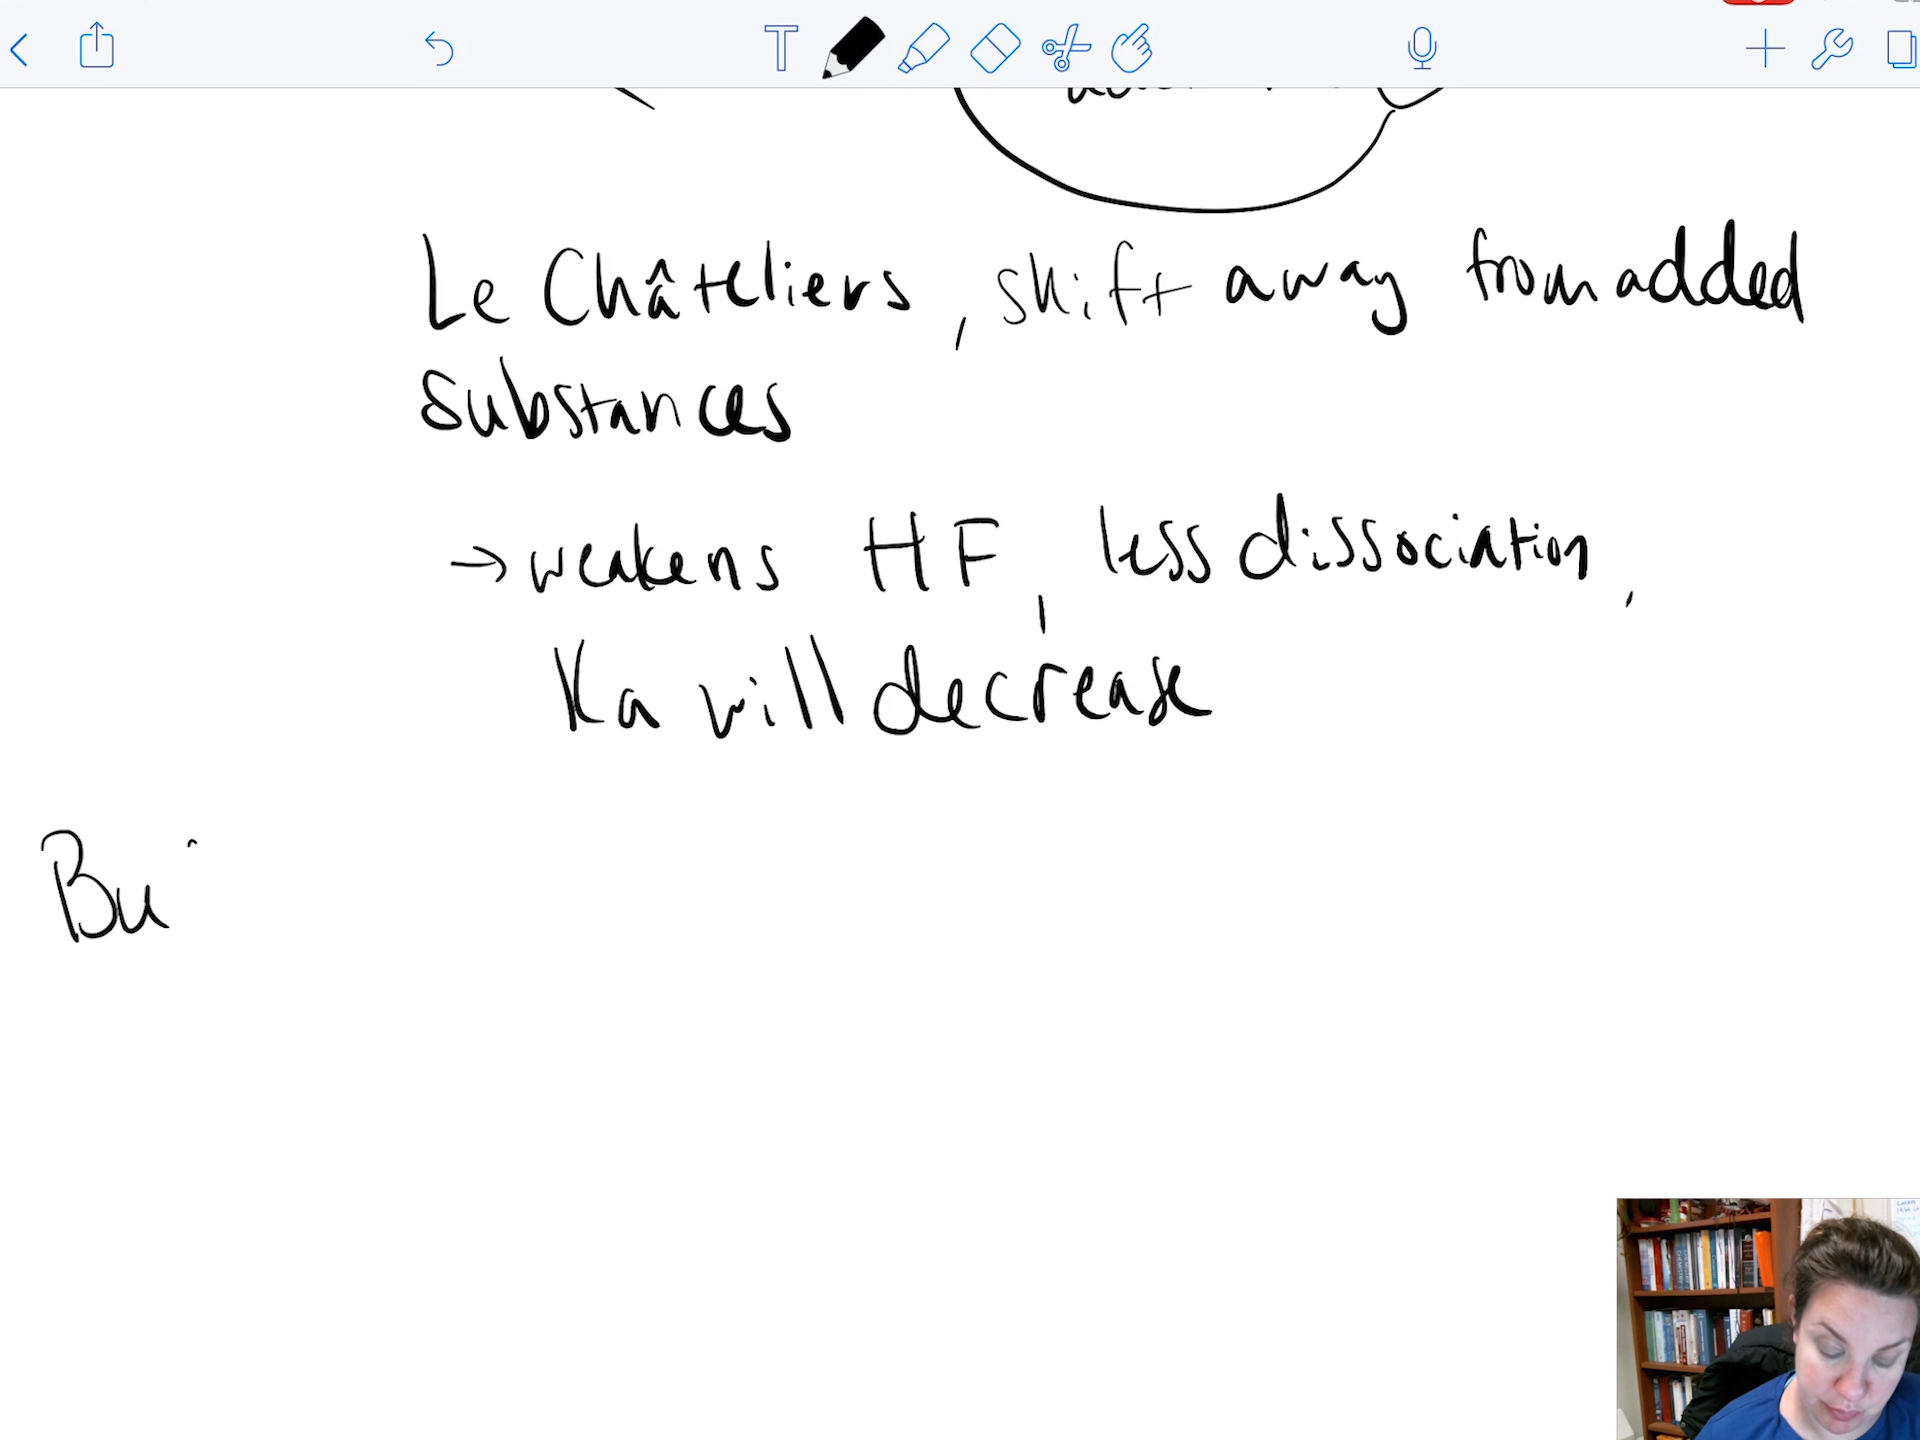 Le Châteliers, shift away from added
substances
→ weakens HF, less dissociation,
Ka will decrease
Bu